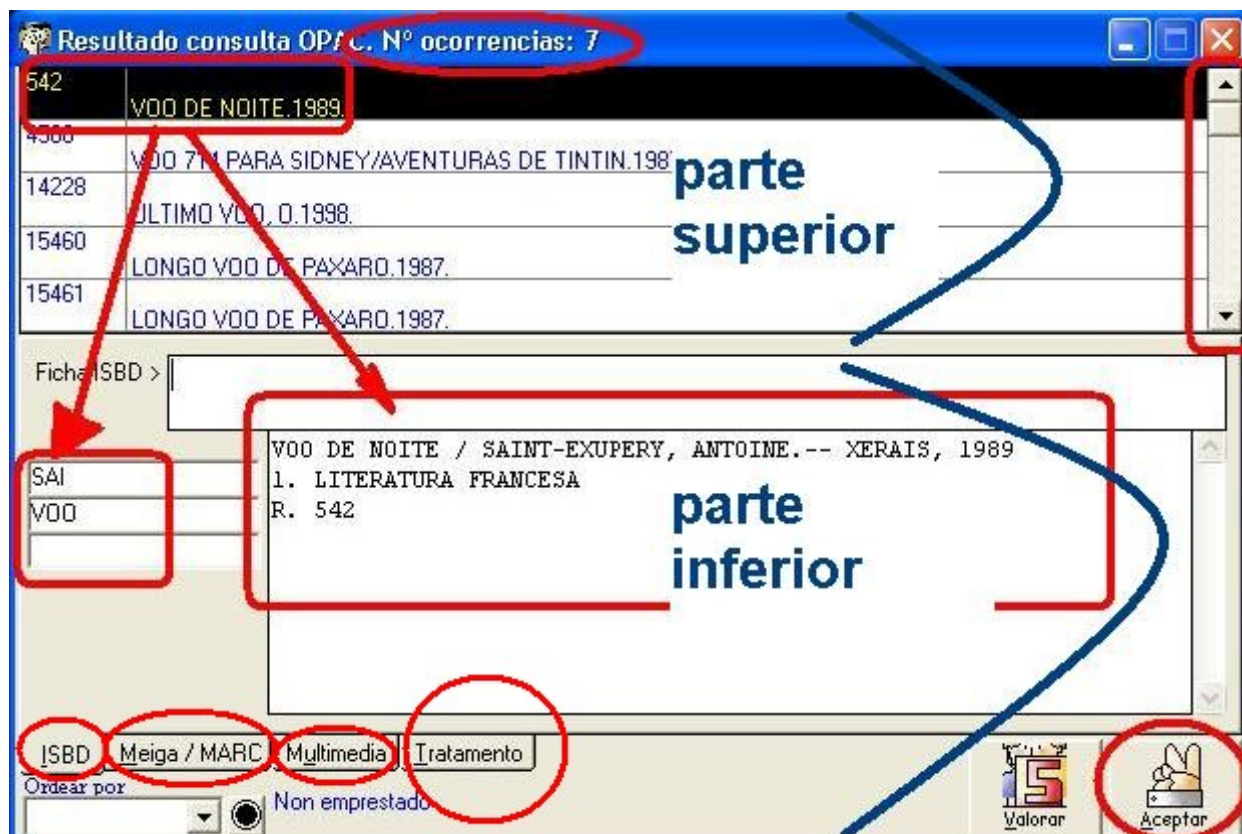 Resultado consulta OPAC. Nº ocorrencias: 7
542
VOO DE NOITE.1989.
4588
VOO 714 PARA SIDNEY/AVENTURAS DE TINTIN.198
14228
ULTIMO VOO, O.1998.
15460
LONGO VOO DE PAXARO.1987.
15461
LONGO VOO DE PAXARO.1987.
parte
superior
Ficha ISBD >
SAI
VOO
VOO DE NOITE / SAINT-EXUPERY, ANTOINE.-- XERAIS, 1989
1. LITERATURA FRANCESA
R. 542
parte
inferior
ISBD Meiga / MARC Multimedia Tratamento
Ordear por
Non emprestado
Valorar
Aceptar